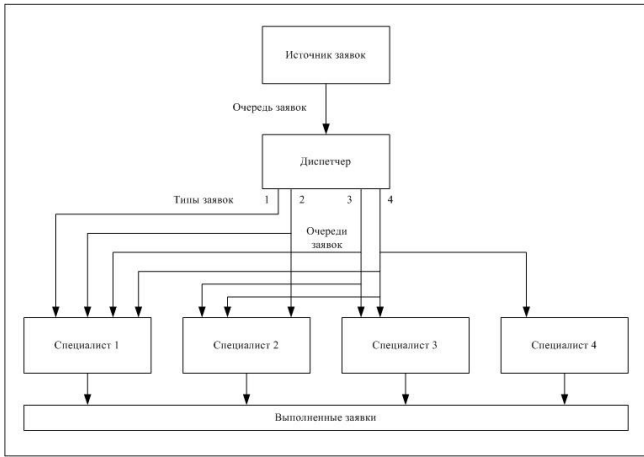 Источник заявок
Очередь заявок
Диспетчер
Типы заявок
1
2
3
4
Очереди
заявок
Специалист 1
Специалист 2
Специалист 3
Специалист 4
Выполненные заявки